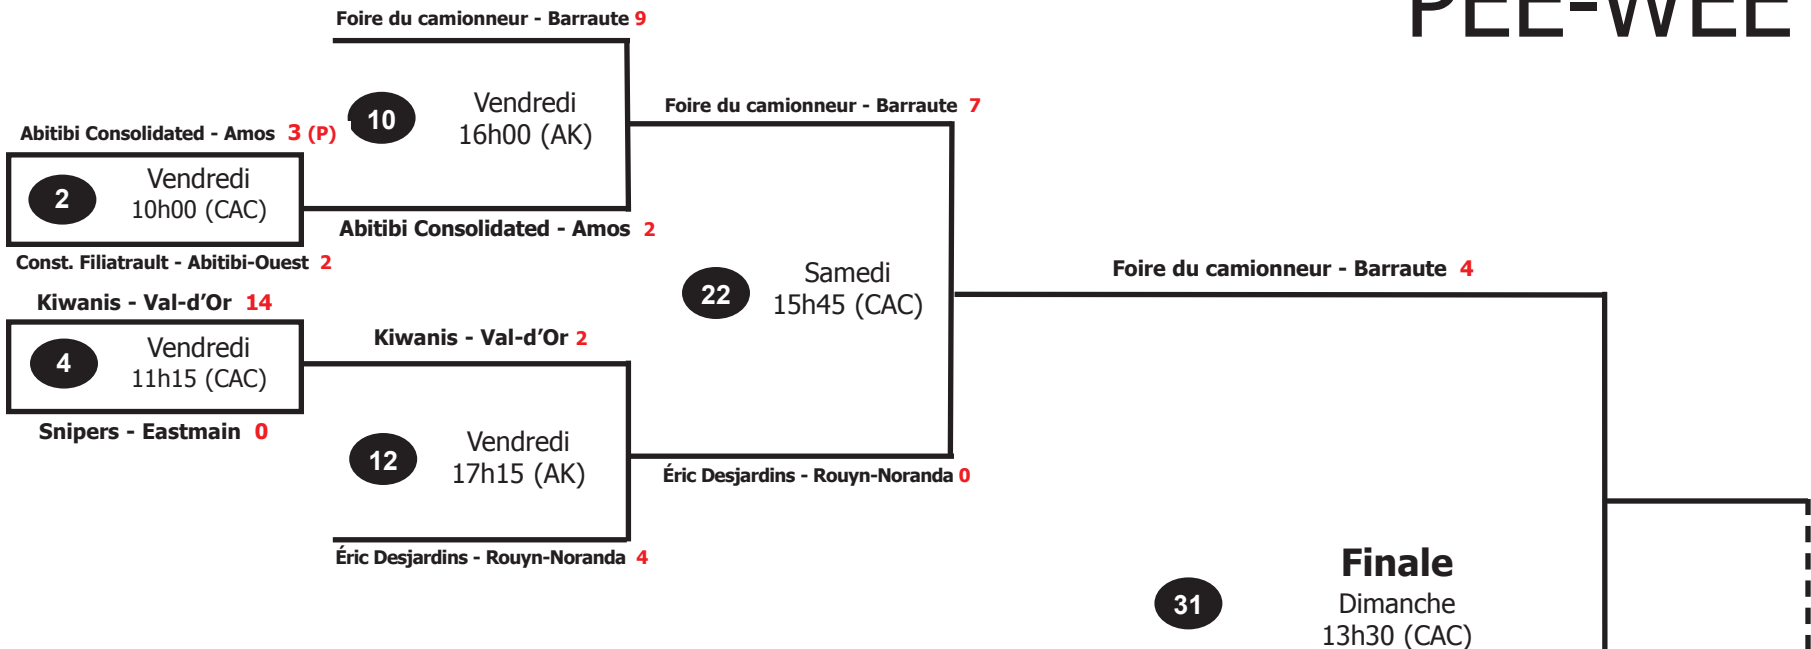 PEE-WEE
Foire du camionneur - Barraute 9
10
Vendredi
16h00 (AK)
Foire du camionneur - Barraute 7
Abitibi Consolidated - Amos 3 (P)
2
Vendredi
10h00 (CAC)
Abitibi Consolidated - Amos 2
Const. Filiatrault - Abitibi-Ouest 2
22
Samedi
15h45 (CAC)
Foire du camionneur - Barraute 4
Kiwanis - Val-d’Or 14
4
Vendredi
11h15 (CAC)
Kiwanis - Val-d’Or 2
Snipers - Eastmain 0
12
Vendredi
17h15 (AK)
Éric Desjardins - Rouyn-Noranda 0
Éric Desjardins - Rouyn-Noranda 4
31
Finale
Dimanche
13h30 (CAC)